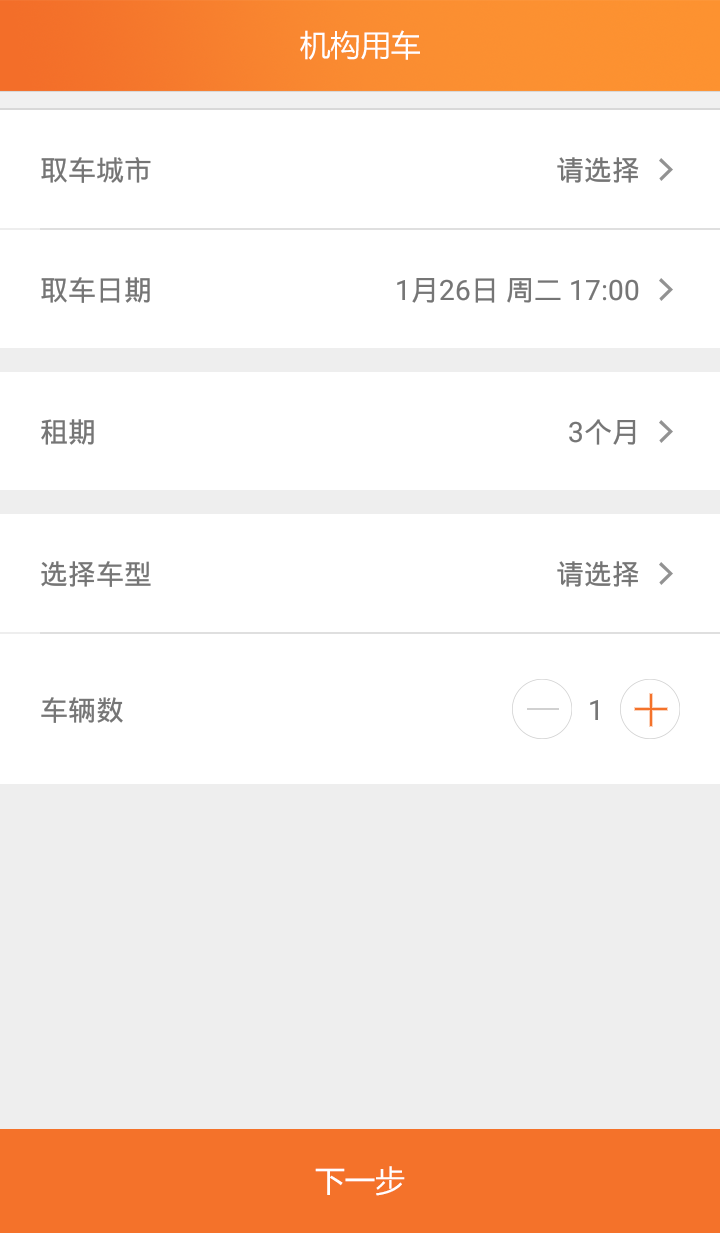 机构用车
取车城市 请选择
取车日期 1月26日 周二 17:00
租期 3个月
选择车型 请选择
车辆数 1
下一步